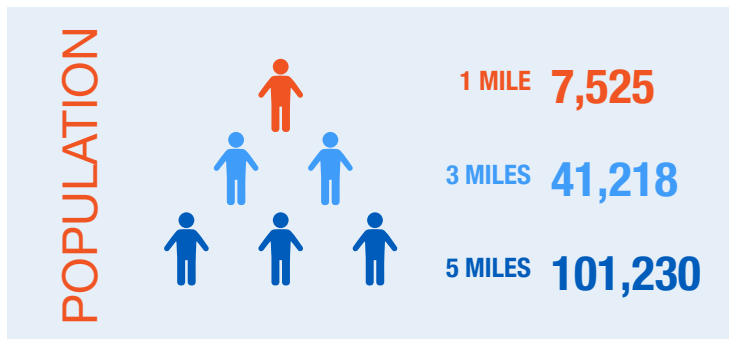 POPULATION
1 MILE 7,525
3 MILES 41,218
5 MILES 101,230